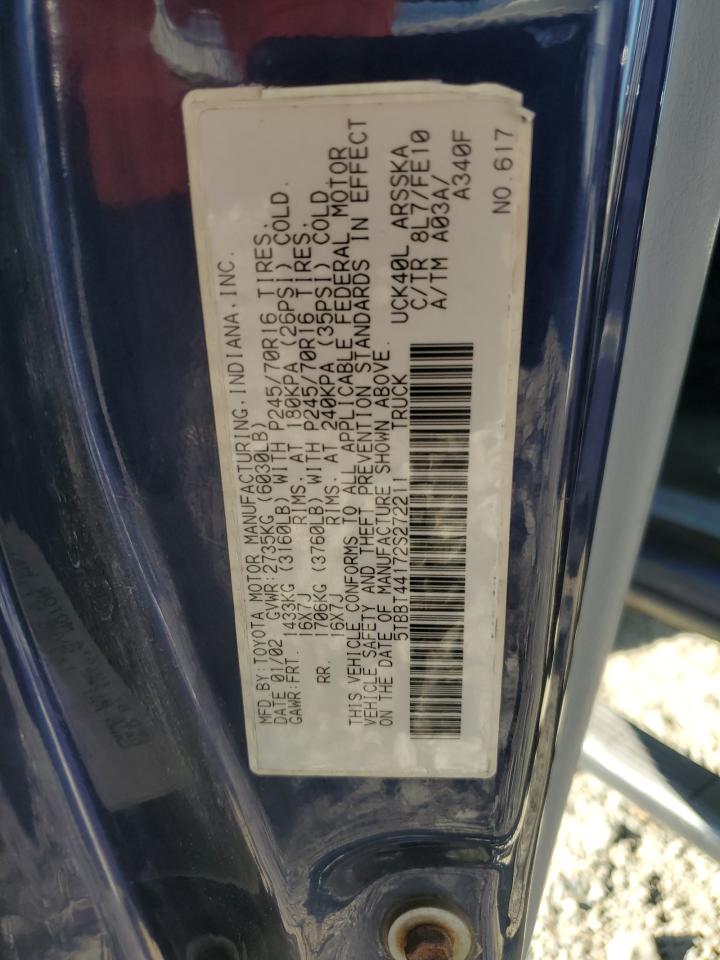 MFD.BY:TOYOTA MOTOR MANUFACTURING,INDIANA,INC.
DATE 01/02 GVWR:2735KG (6030LB)
GAWR:FRT. 1433KG (3160LB) WITH P245/70R16 TIRES.
16X7J RIMS. AT 180KPA (26PSI) COLD.
RR. 1706KG (3760LB) WITH P245/70R16 TIRES.
16X7J RIMS. AT 240KPA (35PSI) COLD.
THIS VEHICLE CONFORMS TO ALL APPLICABLE FEDERAL MOTOR
VEHICLE SAFETY AND THEFT PREVENTION STANDARDS IN EFFECT
ON THE DATE OF MANUFACTURE SHOWN ABOVE.
5TBBT44172S272211 TRUCK
UCK40L ARSSKA
C/TR 8L7/FE10
A/TM A03A/
A340F
NO.617